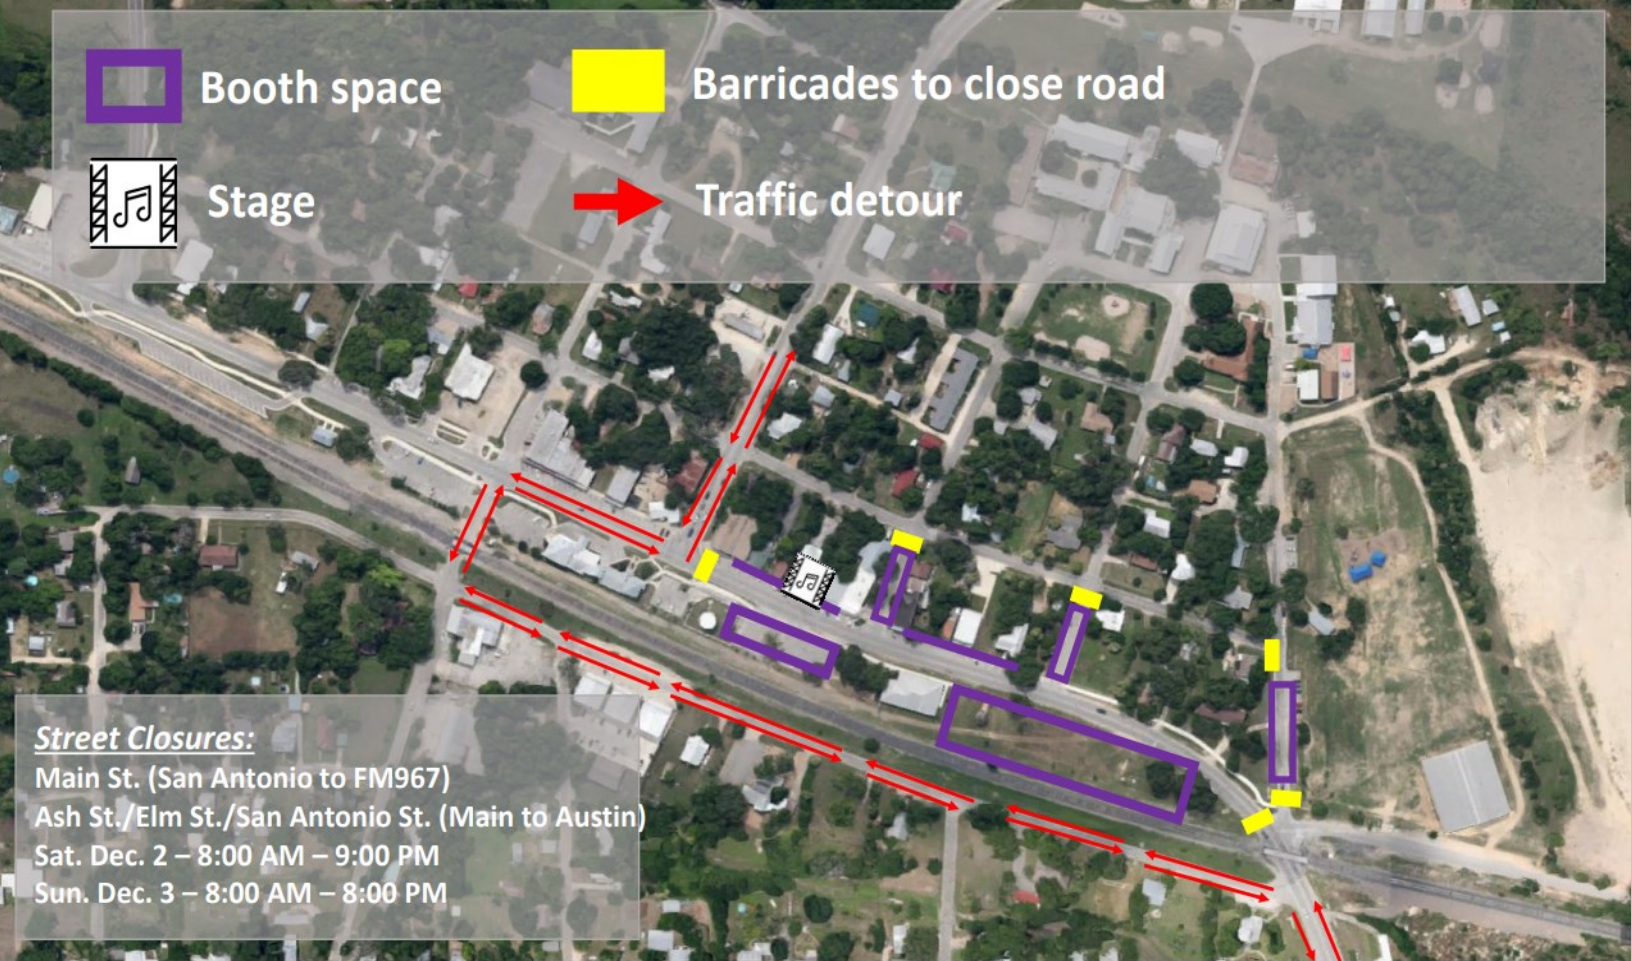 Booth space
Barricades to close road
Stage
Traffic detour
Street Closures:
Main St. (San Antonio to FM967)
Ash St./Elm St./San Antonio St. (Main to Austin)
Sat. Dec. 2 – 8:00 AM – 9:00 PM
Sun. Dec. 3 – 8:00 AM – 8:00 PM